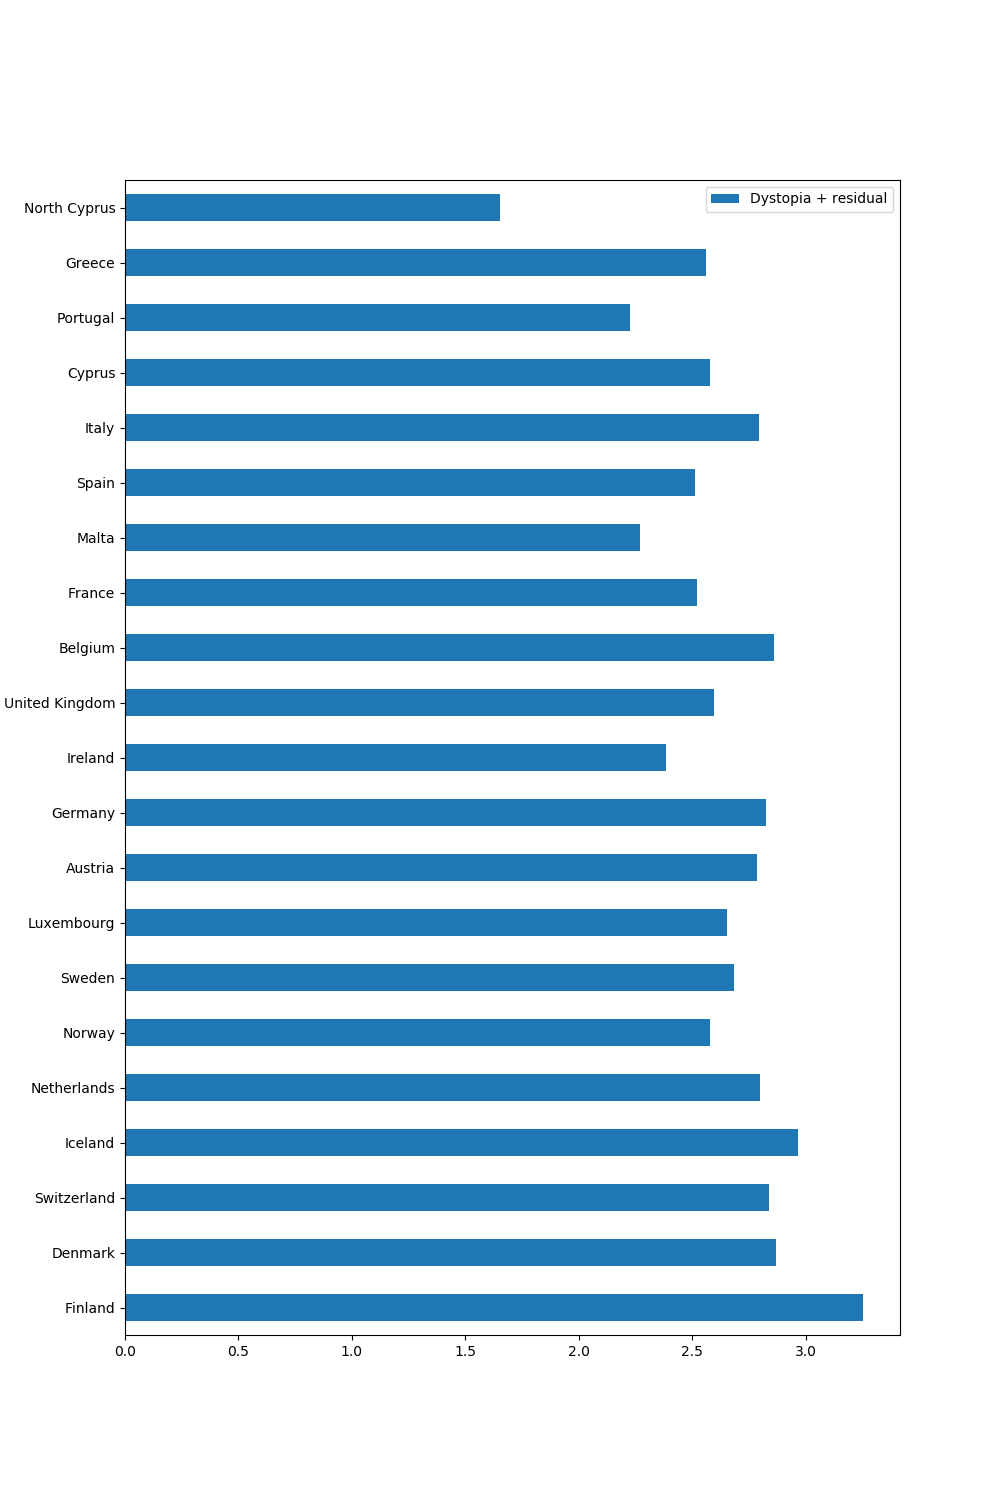 Dystopia + residual
North Cyprus
Greece
Portugal
Cyprus
Italy
Spain
Malta
France
Belgium
United Kingdom
Ireland
Germany
Austria
Luxembourg
Sweden
Norway
Netherlands
Iceland
Switzerland
Denmark
Finland
0.0 0.5 1.0 1.5 2.0 2.5 3.0